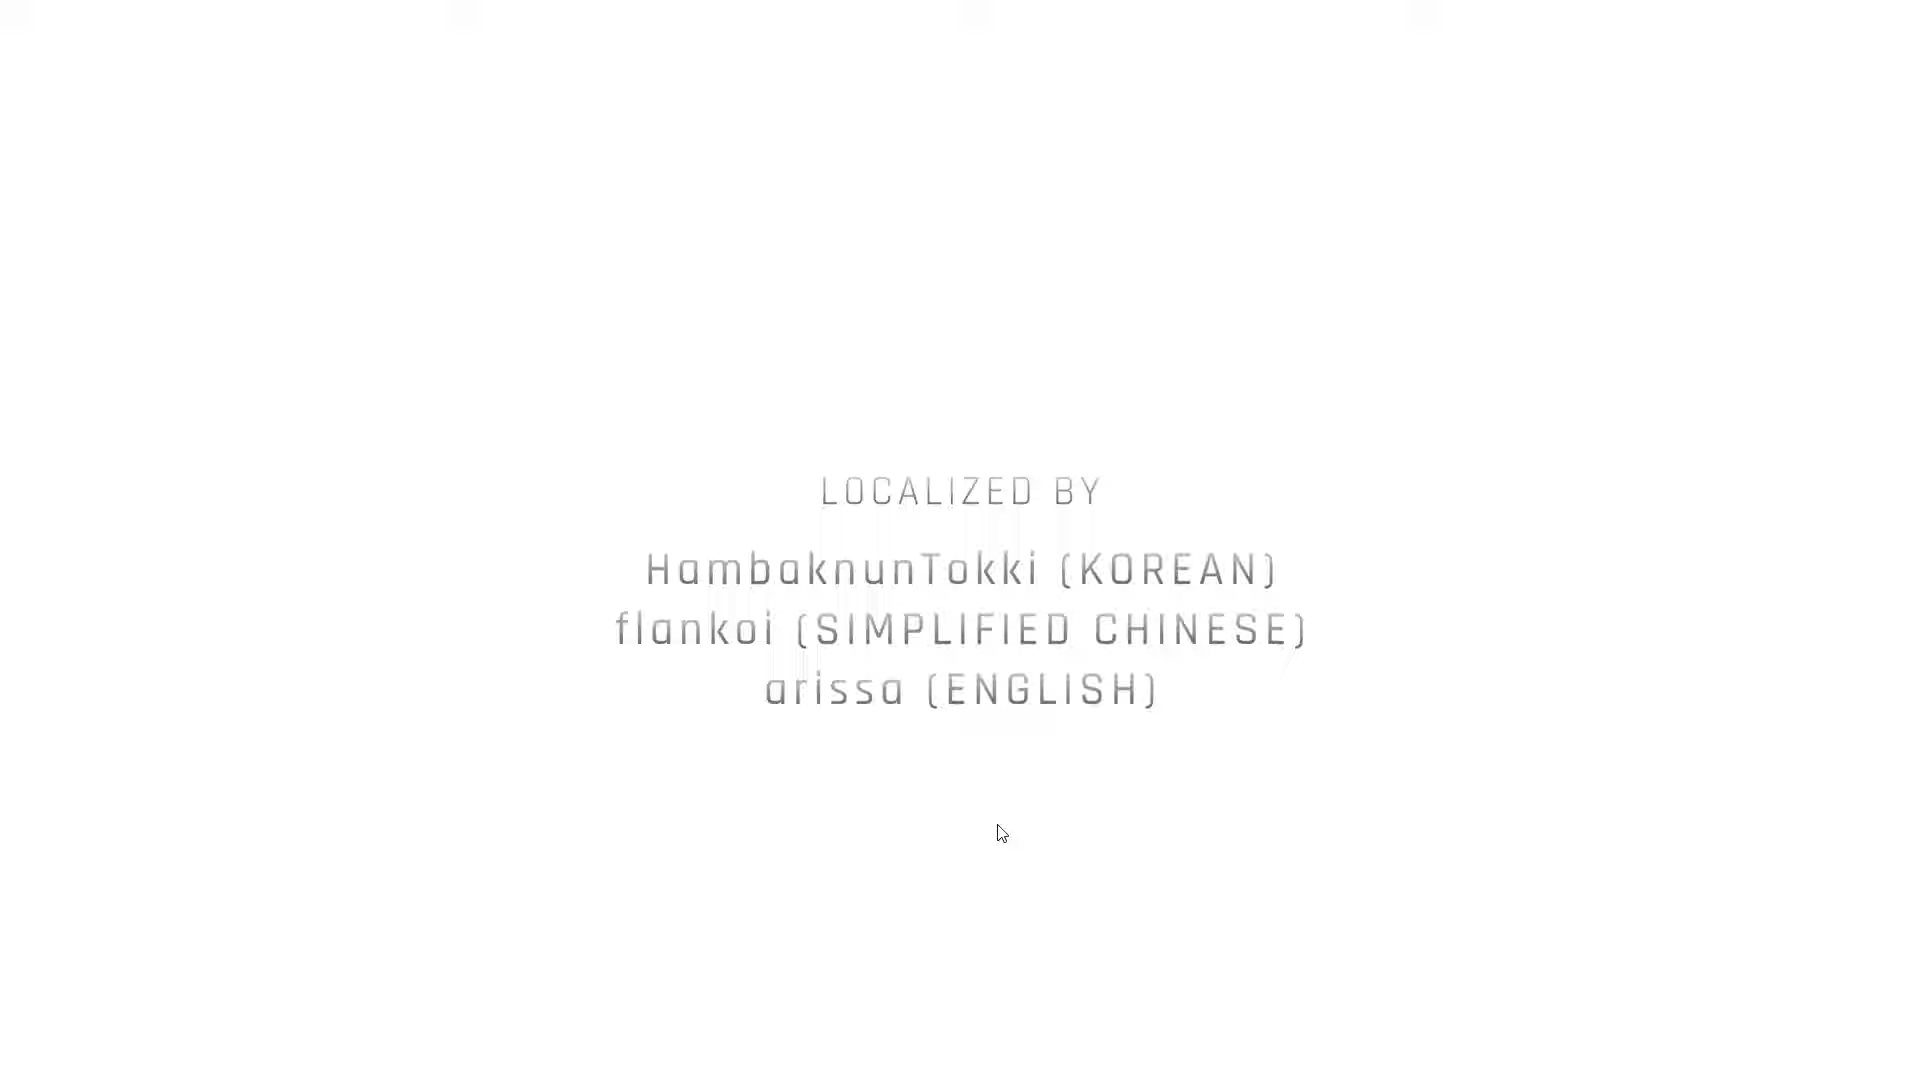 LOCALIZED BY
HambaknunTokki (KOREAN)
flankoi (SIMPLIFIED CHINESE)
arissa (ENGLISH)